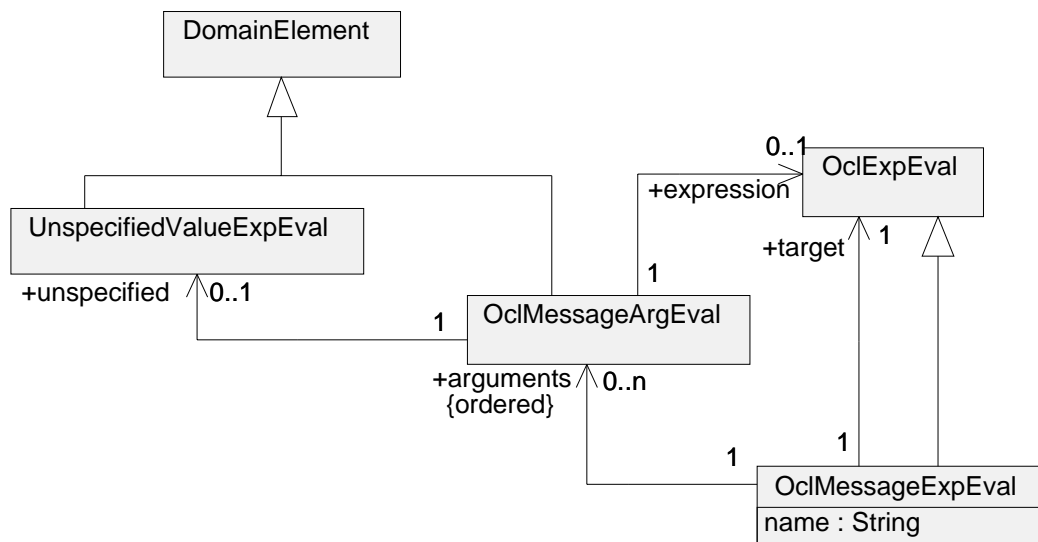 DomainElement
0..1
OclExpEval
+expression
UnspecifiedValueExpEval
+target
1
1
+unspecified
0..1
1
OclMessageArgEval
+arguments
0..n
{ordered}
1
1
OclMessageExpEval
name : String